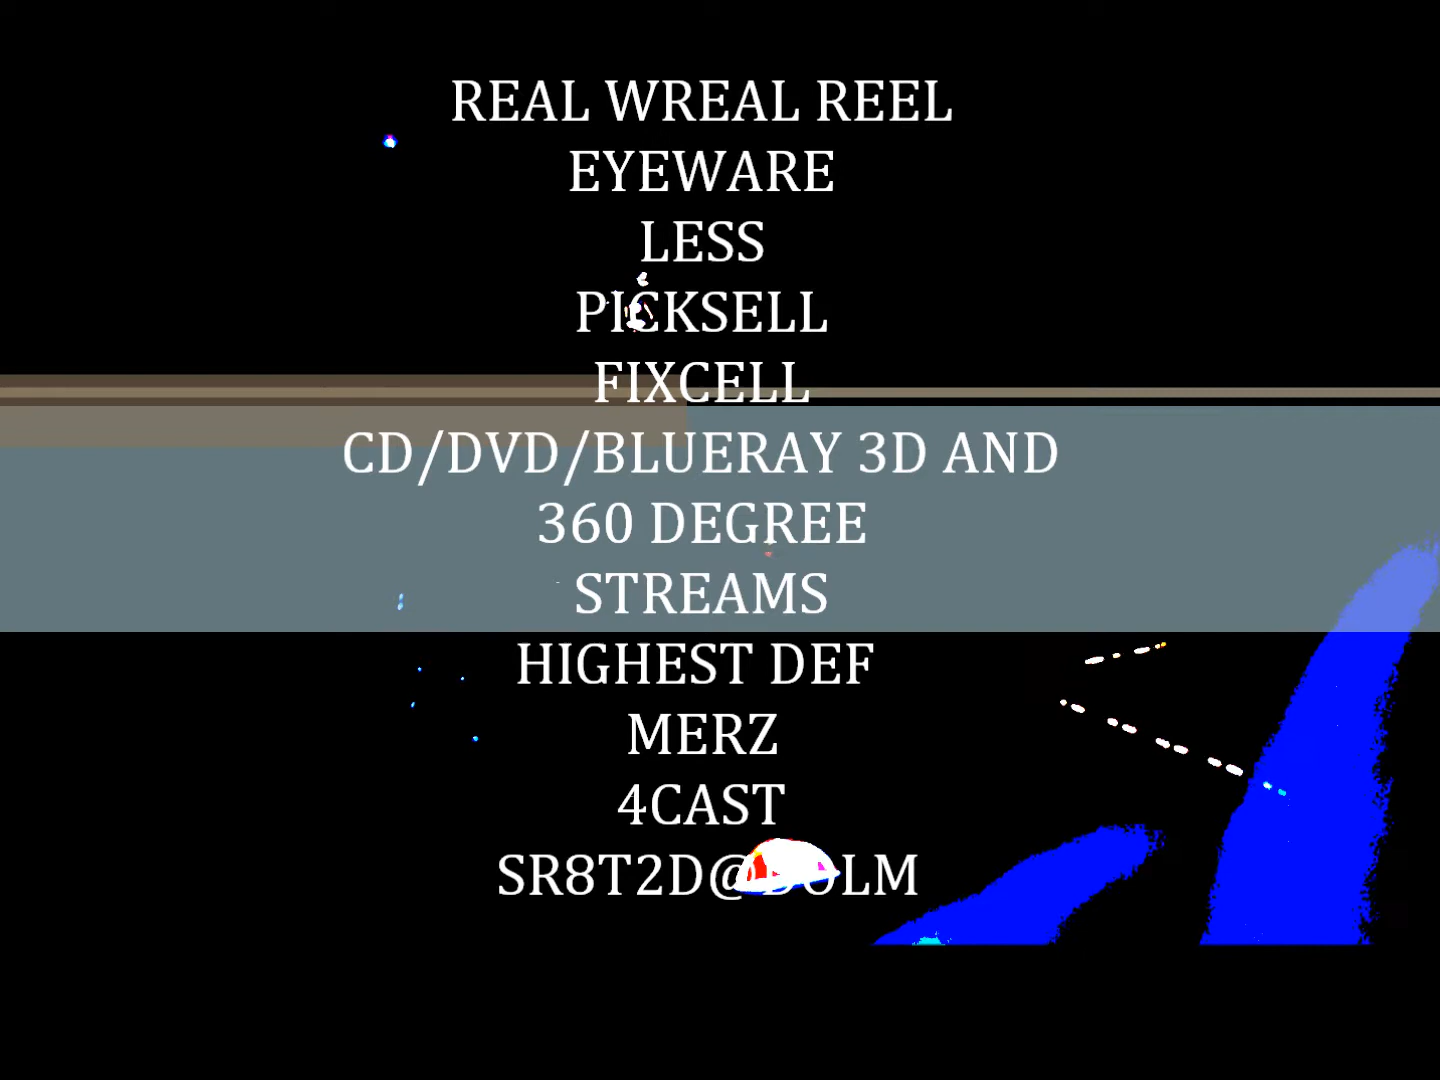 REAL WREAL REEL
EYEWARE
LESS
PICKSELL
FIXCELL
CD/DVD/BLUERAY 3D AND
360 DEGREE
STREAMS
HIGHEST DEF
MERZ
4CAST